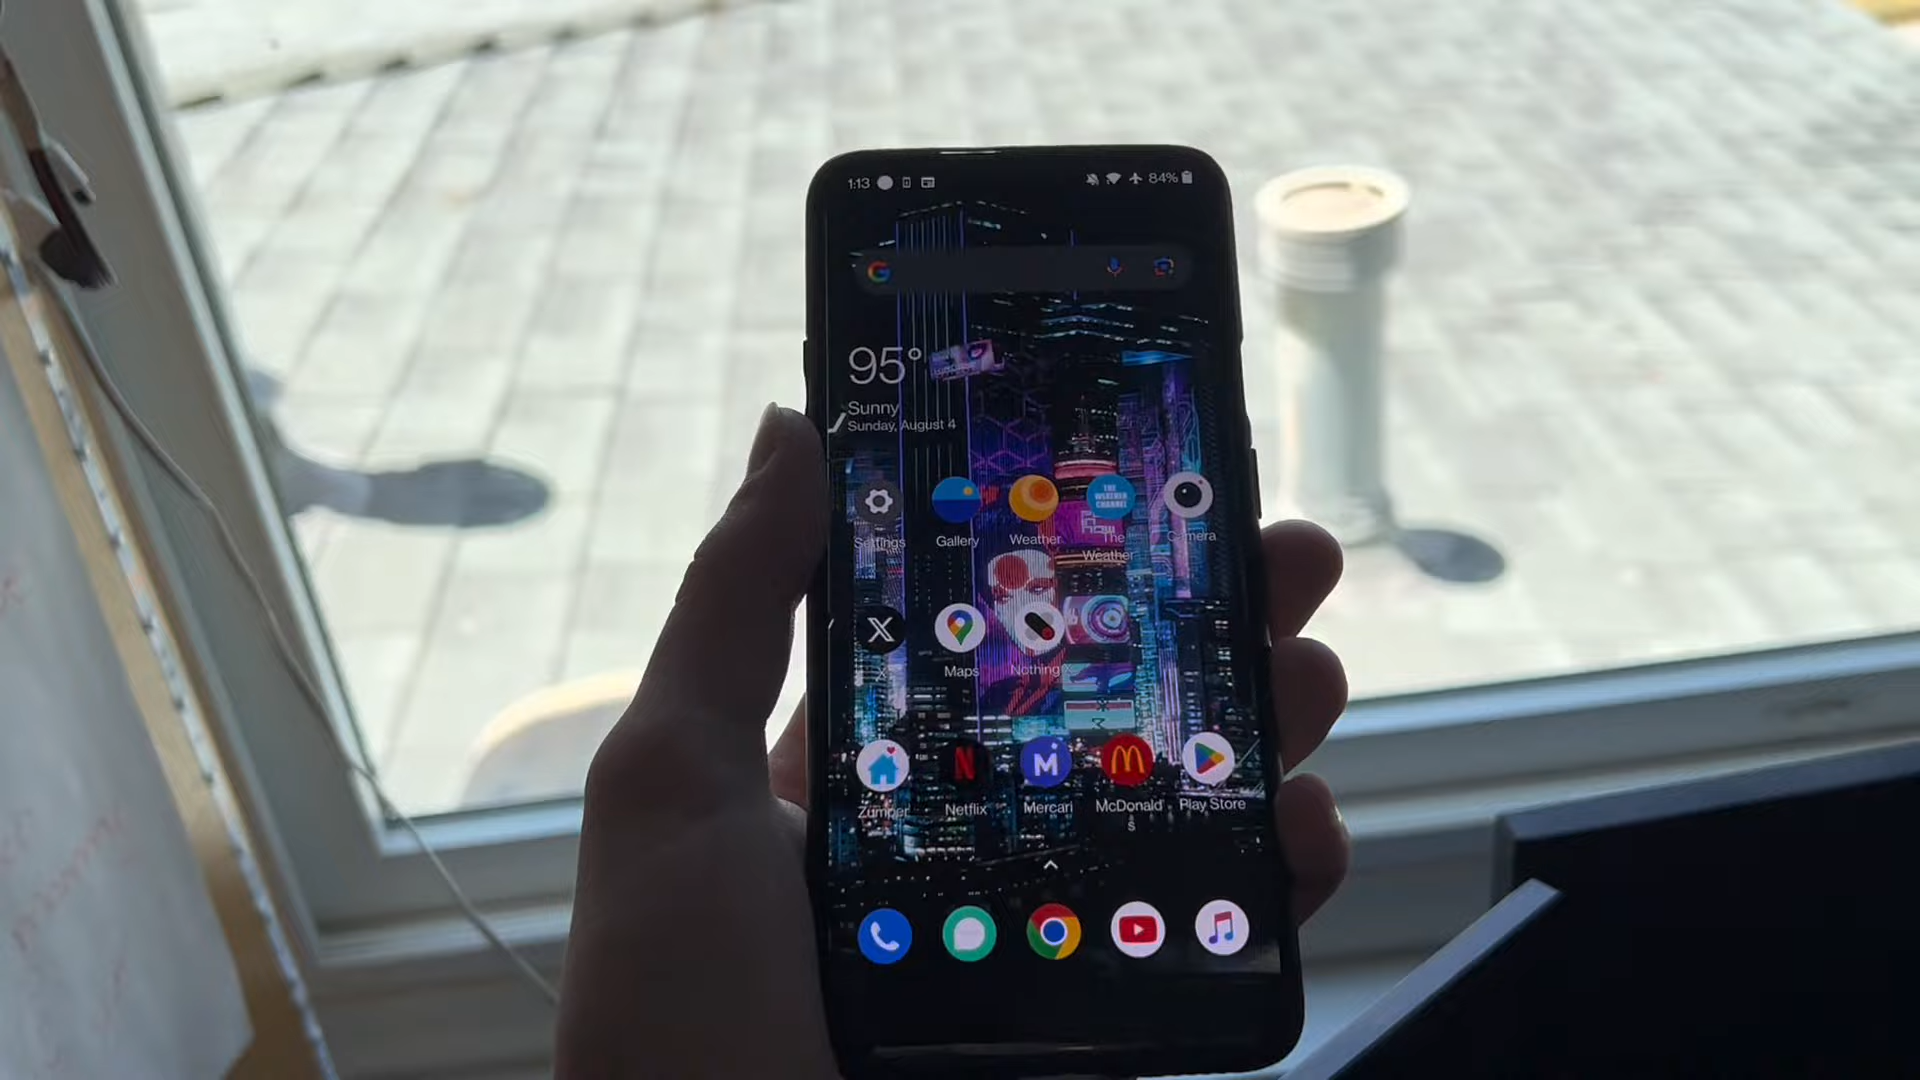 1:13
84%
95°
Sunny
Sunday, August 4
THE
WEATHER
CHANNEL
Settings
Gallery
Weather
The
Weather
Camera
X
Maps
Nothing X
Zumper
Netflix
Mercari
McDonald'
s
Play Store